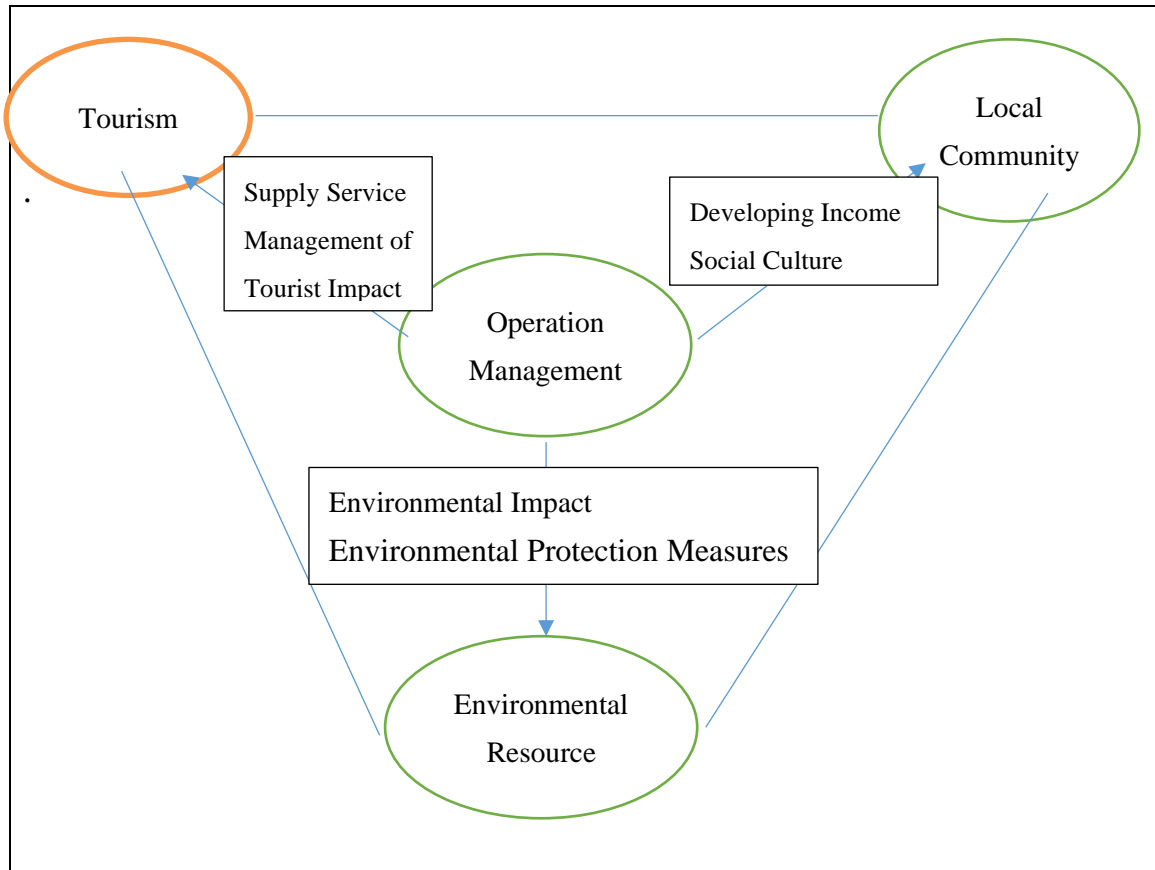 Tourism
Local
Community
.
Supply Service
Management of
Tourist Impact
Developing Income
Social Culture
Operation
Management
Environmental Impact
Environmental Protection Measures
Environmental
Resource